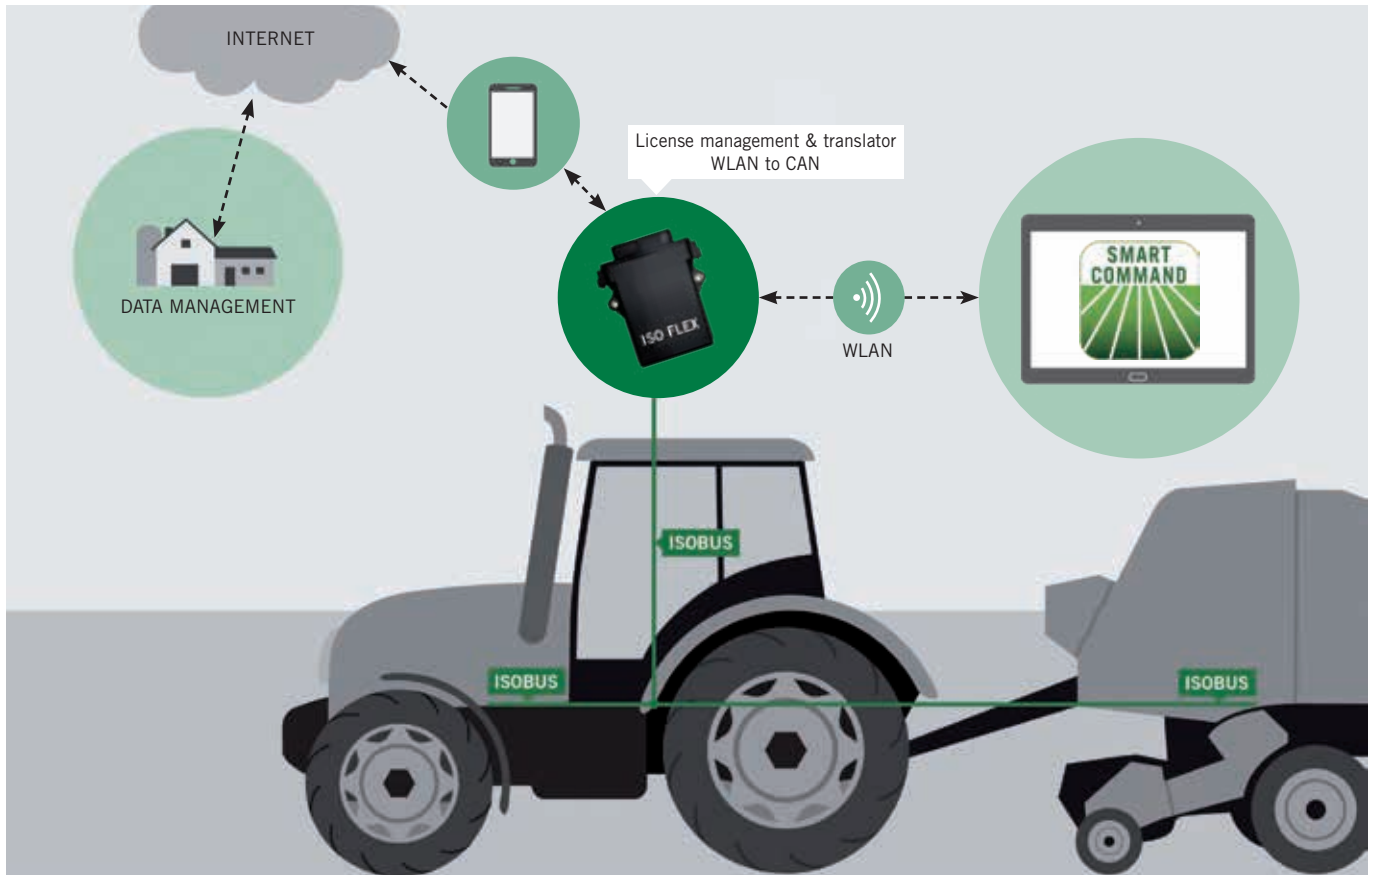 INTERNET
License management & translator
WLAN to CAN
SMART
COMMAND
ISO FLEX
DATA MANAGEMENT
WLAN
ISOBUS
ISOBUS
ISOBUS